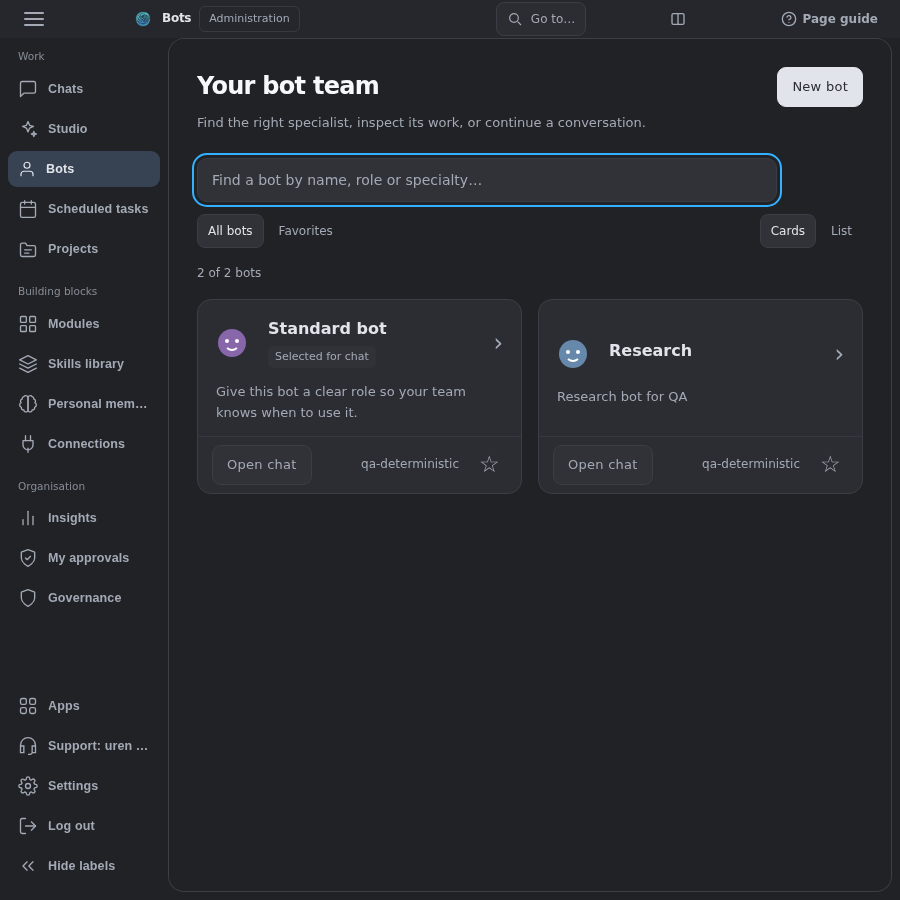 Bots
Administration
Go to...
Page guide
Work
Chats
Studio
Bots
Scheduled tasks
Projects
Building blocks
Modules
Skills library
Personal mem...
Connections
Organisation
Insights
My approvals
Governance
Apps
Support: uren ...
Settings
Log out
Hide labels
Your bot team
New bot
Find the right specialist, inspect its work, or continue a conversation.
Find a bot by name, role or specialty...
All bots
Favorites
Cards
List
2 of 2 bots
Standard bot
Selected for chat
Give this bot a clear role so your team
knows when to use it.
Open chat
qa-deterministic
Research
Research bot for QA
Open chat
qa-deterministic